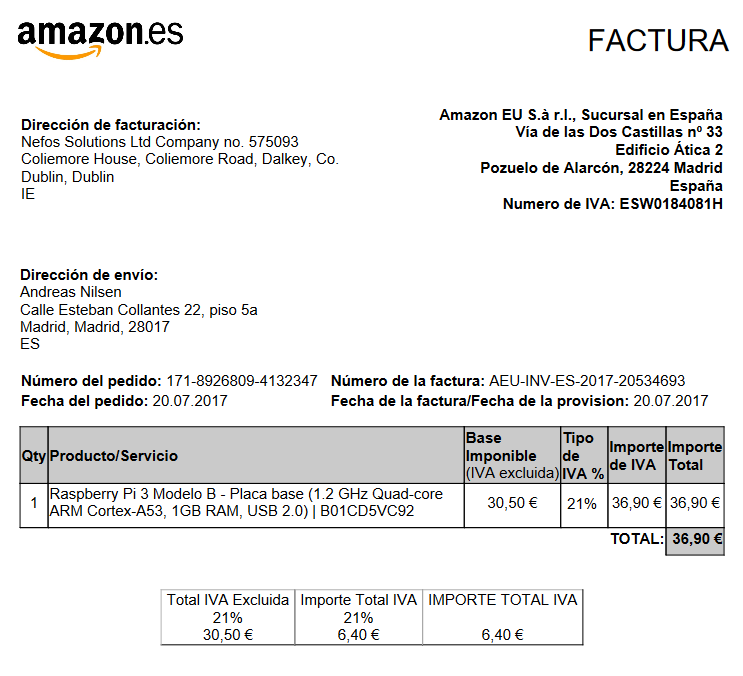 amazon.es
FACTURA
Amazon EU S.à r.l., Sucursal en España
Vía de las Dos Castillas nº 33
Edificio Ática 2
Pozuelo de Alarcón, 28224 Madrid
España
Numero de IVA: ESW0184081H
Dirección de facturación:
Nefos Solutions Ltd Company no. 575093
Coliemore House, Coliemore Road, Dalkey, Co.
Dublin, Dublin
IE
Dirección de envío:
Andreas Nilsen
Calle Esteban Collantes 22, piso 5a
Madrid, Madrid, 28017
ES
Número del pedido: 171-8926809-4132347 Número de la factura: AEU-INV-ES-2017-20534693
Fecha del pedido: 20.07.2017 Fecha de la factura/Fecha de la provision: 20.07.2017
Qty Producto/Servicio Base Imponible (IVA excluida) Tipo de IVA % Importe de IVA Importe Total
1 Raspberry Pi 3 Modelo B - Placa base (1.2 GHz Quad-core ARM Cortex-A53, 1GB RAM, USB 2.0) | B01CD5VC92 30,50 € 21% 36,90 € 36,90 €
TOTAL: 36,90 €
Total IVA Excluida Importe Total IVA IMPORTE TOTAL IVA
21% 21%
30,50 € 6,40 € 6,40 €